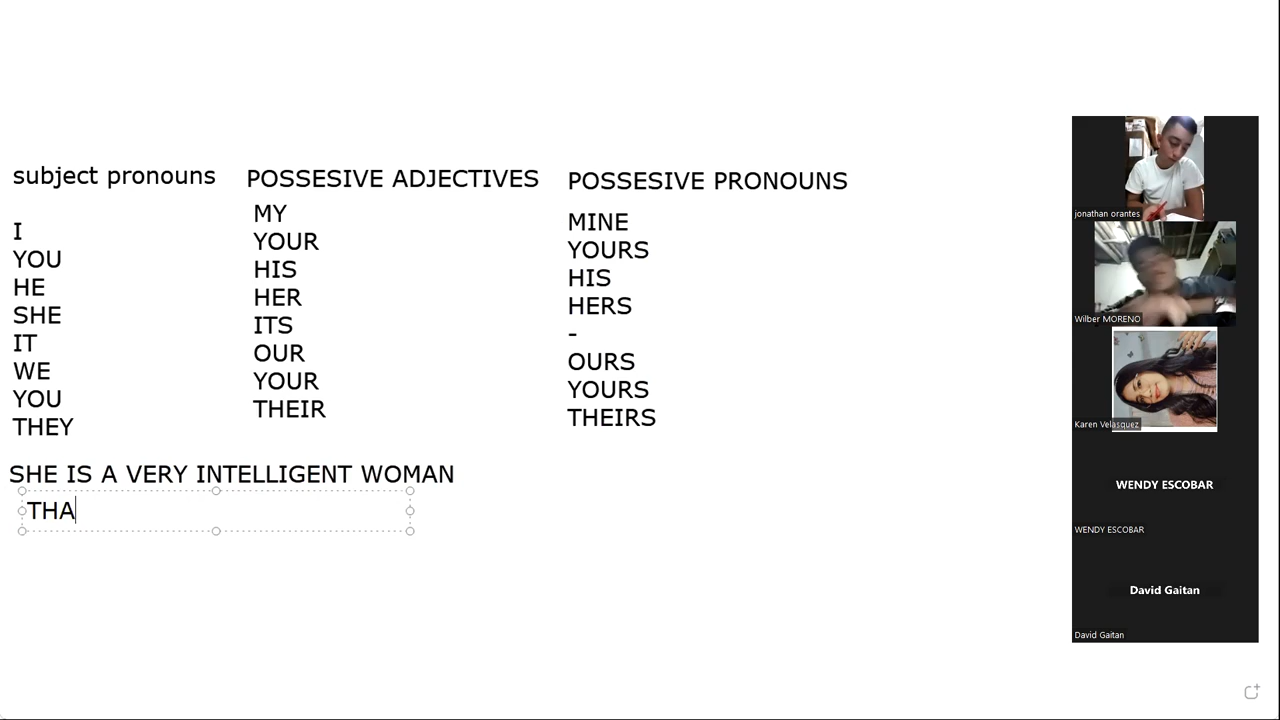 subject pronouns
I
YOU
HE
SHE
IT
WE
YOU
THEY
POSSESIVE ADJECTIVES
MY
YOUR
HIS
HER
ITS
OUR
YOUR
THEIR
POSSESIVE PRONOUNS
MINE
YOURS
HIS
HERS
-
OURS
YOURS
THEIRS
SHE IS A VERY INTELLIGENT WOMAN
THA
jonathan orantes
Wilber MORENO
Karen Velasquez
WENDY ESCOBAR
WENDY ESCOBAR
David Gaitan
David Gaitan